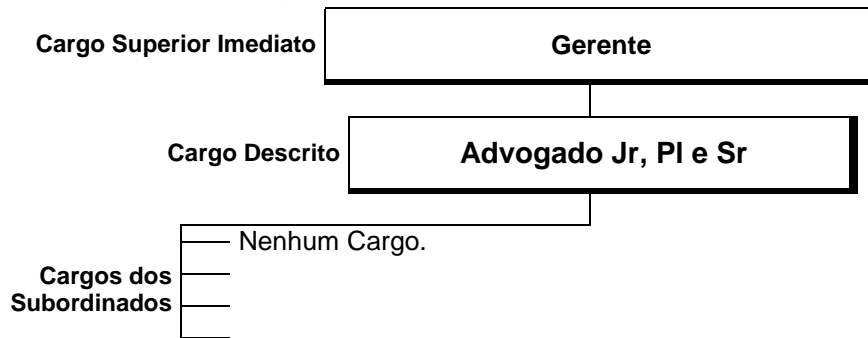 Cargo Superior Imediato
Gerente
Cargo Descrito
Advogado Jr, Pl e Sr
Nenhum Cargo.
Cargos dos
Subordinados